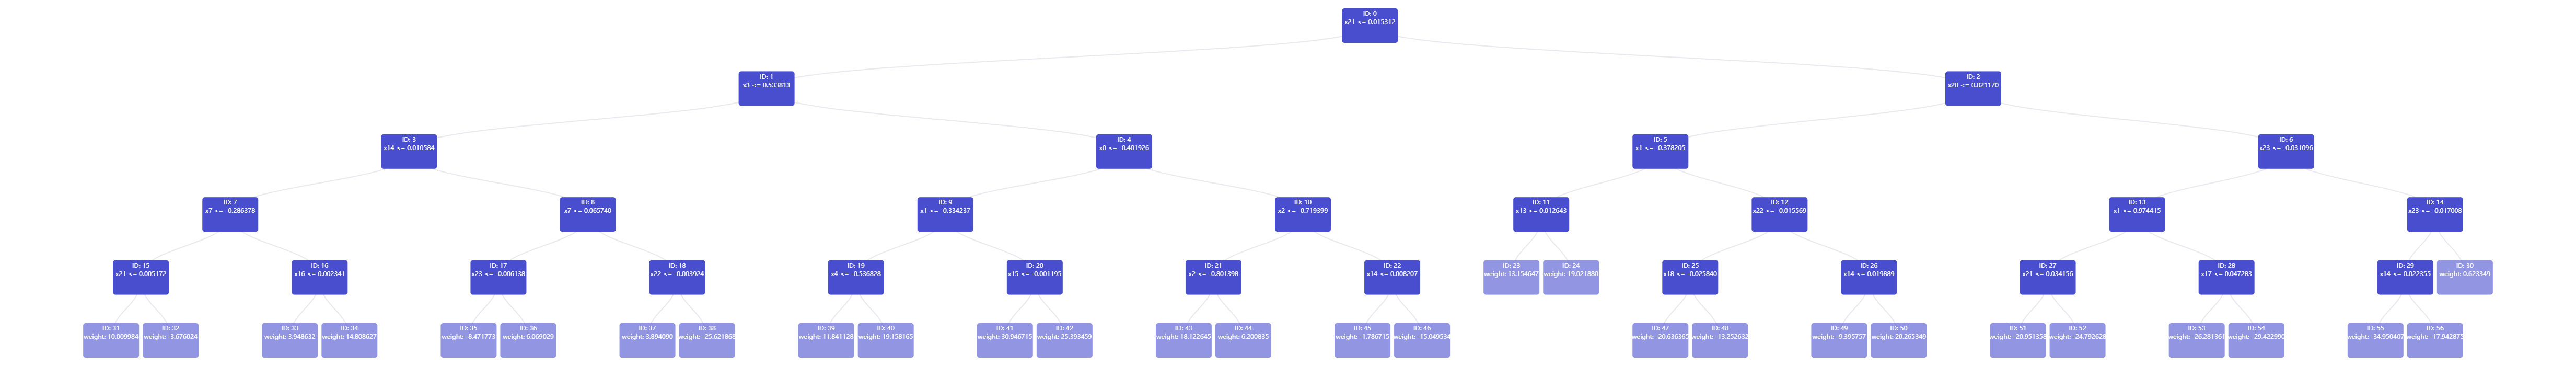 ID: 0
x21 <= 0.015312
ID: 1
x3 <= 0.533813
ID: 2
x20 <= 0.021170
ID: 3
x14 <= 0.010584
ID: 4
x0 <= -0.401926
ID: 5
x1 <= -0.378205
ID: 6
x23 <= -0.031096
ID: 7
x7 <= -0.286378
ID: 8
x7 <= 0.065740
ID: 9
x1 <= -0.334237
ID: 10
x2 <= -0.719399
ID: 11
x13 <= 0.012643
ID: 12
x22 <= -0.015569
ID: 13
x1 <= 0.974415
ID: 14
x23 <= -0.017008
ID: 15
x21 <= 0.005172
ID: 16
x16 <= 0.002341
ID: 17
x23 <= -0.006138
ID: 18
x22 <= -0.003924
ID: 19
x4 <= -0.536828
ID: 20
x15 <= -0.001195
ID: 21
x2 <= -0.801398
ID: 22
x14 <= 0.008207
ID: 23
weight: 13.154647
ID: 24
weight: 19.021880
ID: 25
x18 <= -0.025840
ID: 26
x14 <= 0.019889
ID: 27
x21 <= 0.034156
ID: 28
x17 <= 0.047283
ID: 29
x14 <= 0.022355
ID: 30
weight: 0.623349
ID: 31
weight: 10.009984
ID: 32
weight: -3.676024
ID: 33
weight: 3.948632
ID: 34
weight: 14.808627
ID: 35
weight: -8.471773
ID: 36
weight: 6.069029
ID: 37
weight: 3.894090
ID: 38
weight: -25.621868
ID: 39
weight: 11.841128
ID: 40
weight: 19.158165
ID: 41
weight: 30.946715
ID: 42
weight: 25.393459
ID: 43
weight: 18.122645
ID: 44
weight: 6.200835
ID: 45
weight: -1.786715
ID: 46
weight: -15.049534
ID: 47
weight: -20.636365
ID: 48
weight: -13.252632
ID: 49
weight: -9.395757
ID: 50
weight: 20.265349
ID: 51
weight: -20.951358
ID: 52
weight: -24.792628
ID: 53
weight: -26.281361
ID: 54
weight: -29.422990
ID: 55
weight: -34.950407
ID: 56
weight: -17.942875